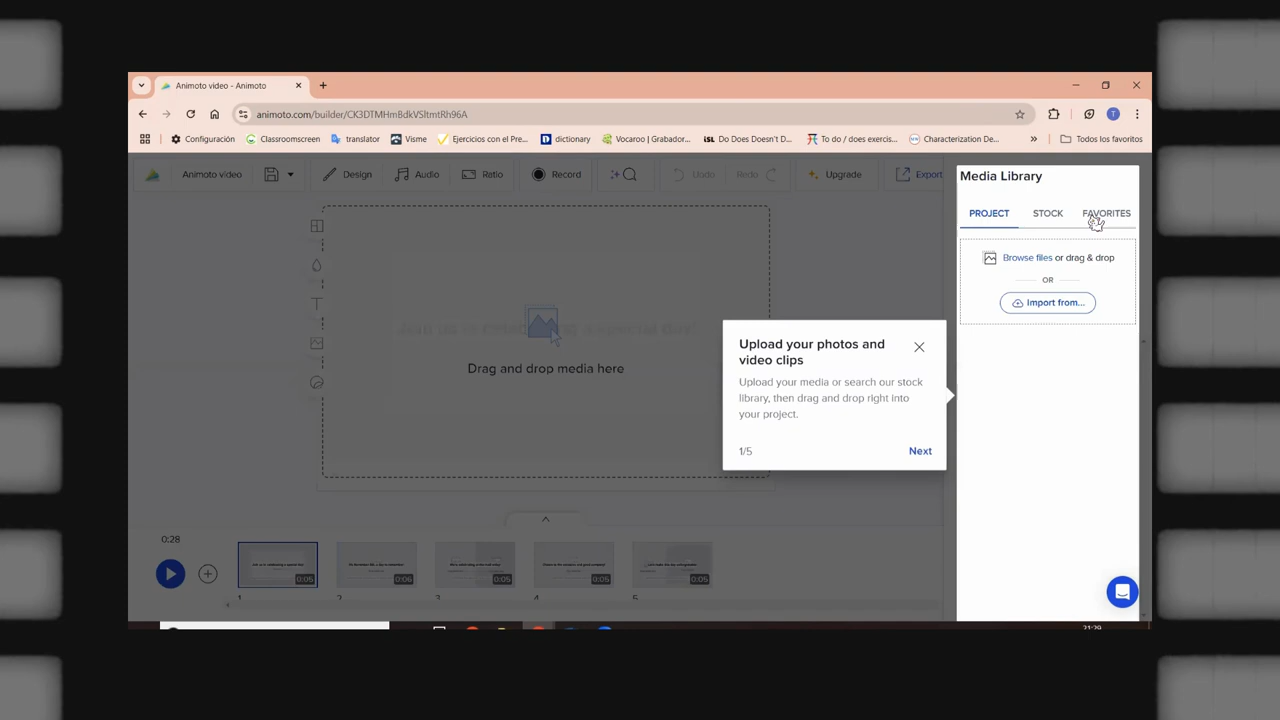 Animoto video - Animoto
animoto.com/builder/CK3DTMHmBdkVSltmtRh96A
T
Configuración
Classroomscreen
translator
Visme
Ejercicios con el Pre...
dictionary
Vocaroo | Grabador...
iSL Do Does Doesn't D...
To do / does exercis...
Characterization De...
»
Todos los favoritos
Animoto video
Design
Audio
Ratio
Record
Undo
Redo
Upgrade
Export
Media Library
PROJECT
STOCK
FAVORITES
Browse files or drag & drop
OR
Import from...
Drag and drop media here
Upload your photos and
video clips
Upload your media or search our stock
library, then drag and drop right into
your project.
1/5
Next
0:28
0:05
0:06
0:05
0:05
0:05
1
2
3
4
5
21:29